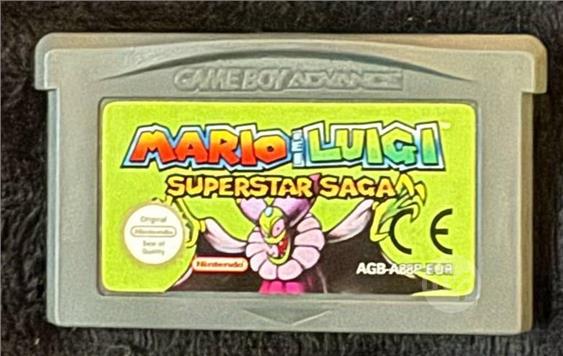 GAME BOY ADVANCE
MARIO & LUIGI
SUPERSTAR SAGA
Original
Nintendo
Seal of
Quality
Nintendo
CE
AGB-A88P-EUR